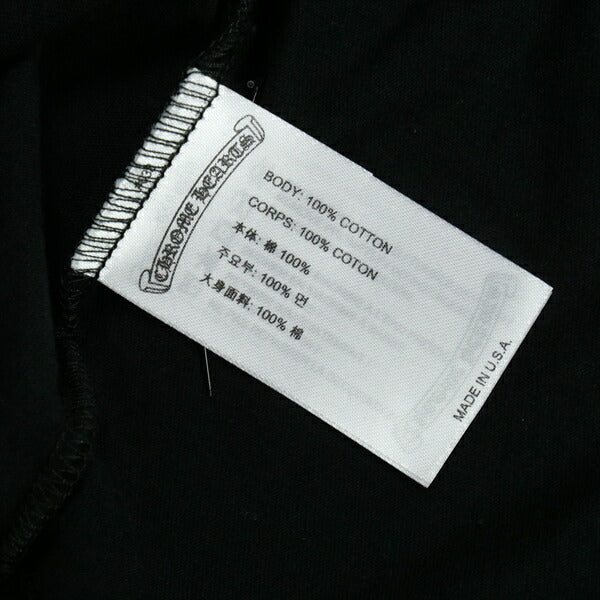 CHROME HEARTS
BODY: 100% COTTON
CORPS: 100% COTON
本体: 綿 100%
주요부: 100% 면
大身面料: 100% 棉
MADE IN U.S.A.